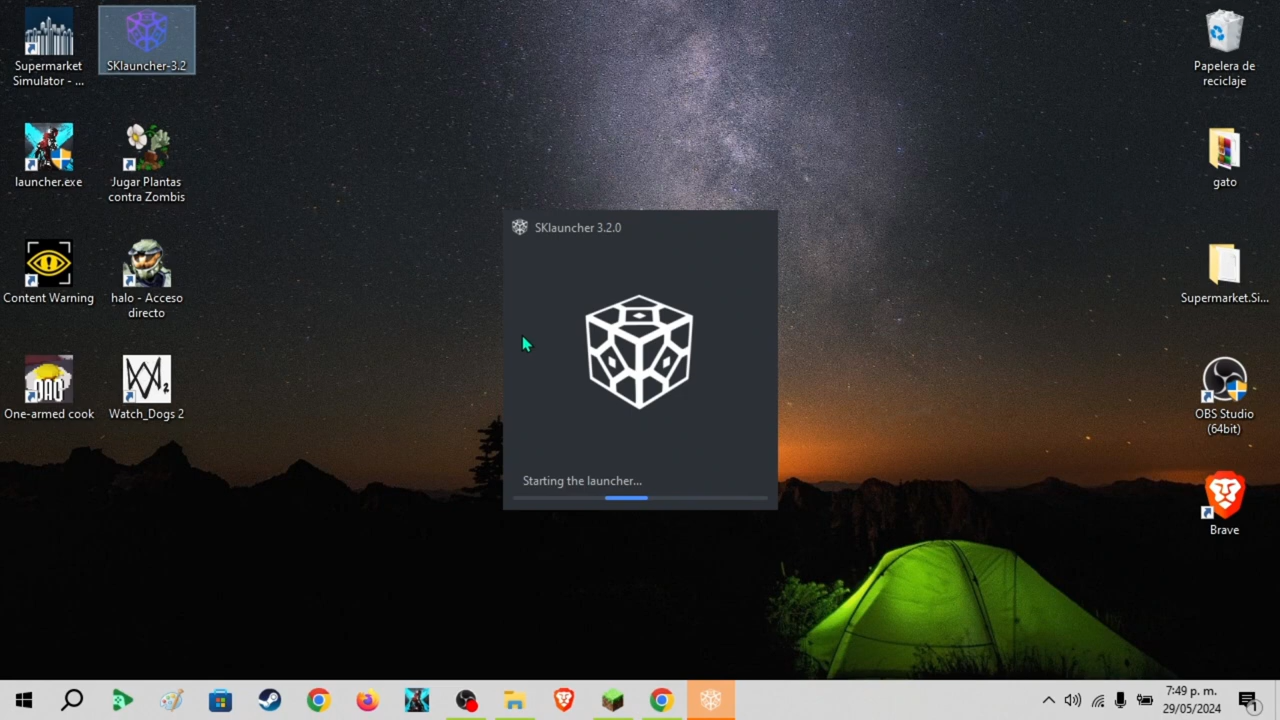 Supermarket
Simulator - ...
SKlauncher-3.2
launcher.exe
Jugar Plantas
contra Zombis
Content Warning
halo - Acceso
directo
One-armed cook
Watch_Dogs 2
2
SKlauncher 3.2.0
Starting the launcher...
Papelera de
reciclaje
gato
Supermarket.Si...
OBS Studio
(64bit)
Brave
7:49 p. m.
29/05/2024
1